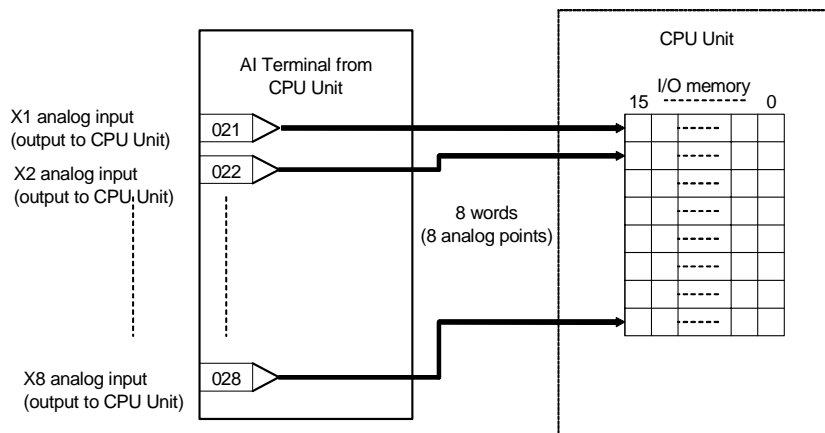 CPU Unit
AI Terminal from
CPU Unit
I/O memory
15 0
X1 analog input
(output to CPU Unit)
021
X2 analog input
(output to CPU Unit)
022
8 words
(8 analog points)
X8 analog input
(output to CPU Unit)
028